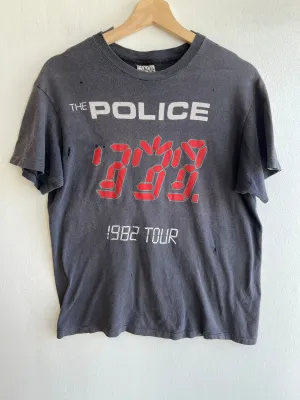 THE POLICE
1982 TOUR